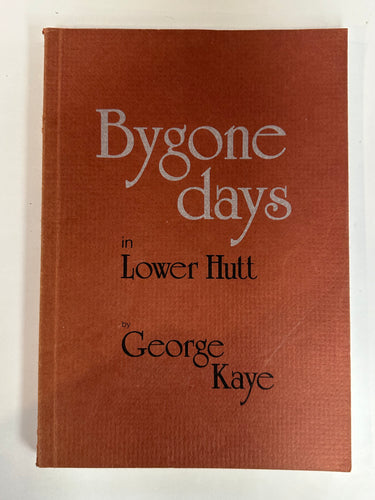 Bygone
days
in
Lower Hutt
by
George
Kaye